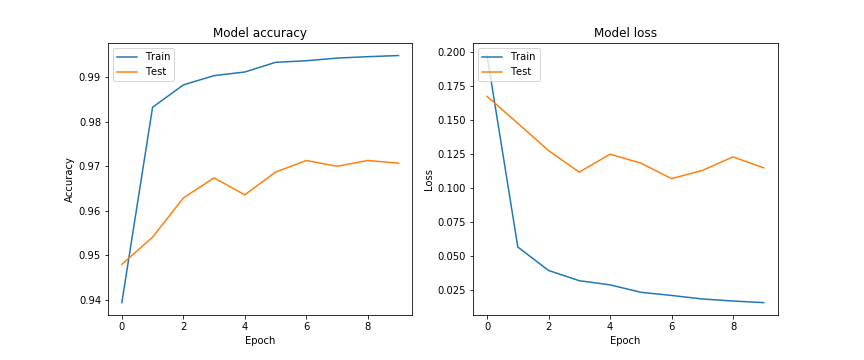 Model accuracy
Train
Test
0.99
0.98
0.97
0.96
0.95
0.94
Accuracy
0 2 4 6 8
Epoch
Model loss
Train
Test
0.200
0.175
0.150
0.125
0.100
0.075
0.050
0.025
Loss
0 2 4 6 8
Epoch